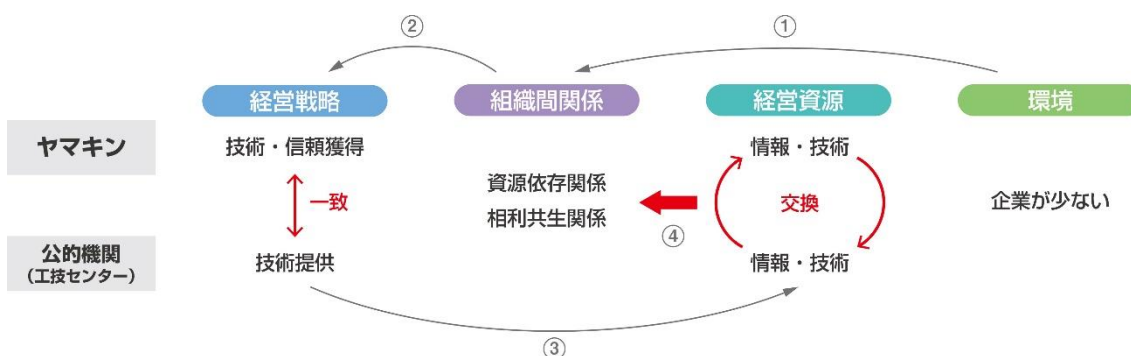 ②
①
経営戦略
組織間関係
経営資源
環境
ヤマキン
技術・信頼獲得
情報・技術
一致
資源依存関係
相利共生関係
④
交換
企業が少ない
公的機関
（工技センター）
技術提供
情報・技術
③